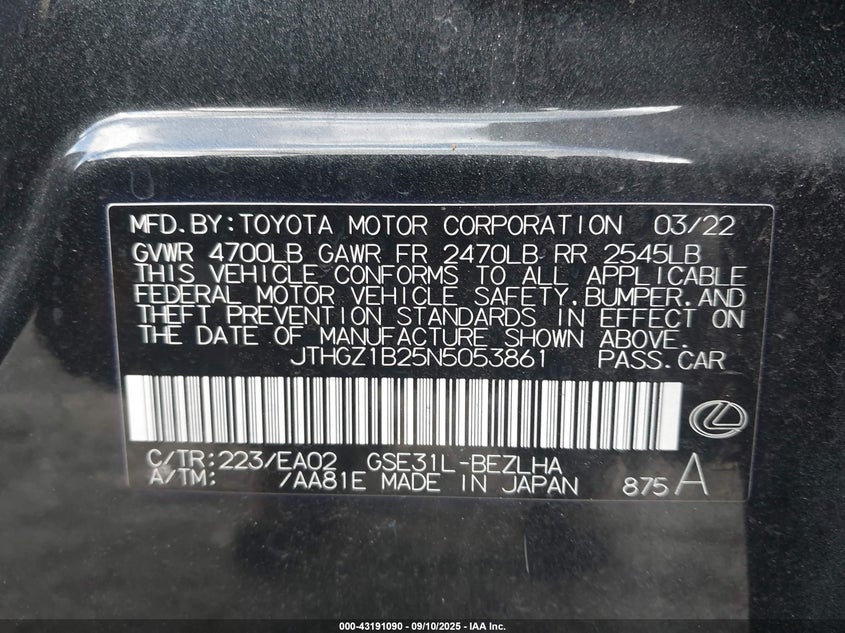 MFD.BY:TOYOTA MOTOR CORPORATION 03/22
GVWR 4700LB GAWR FR 2470LB RR 2545LB
THIS VEHICLE CONFORMS TO ALL APPLICABLE
FEDERAL MOTOR VEHICLE SAFETY,BUMPER,AND
THEFT PREVENTION STANDARDS IN EFFECT ON
THE DATE OF MANUFACTURE SHOWN ABOVE.
JTHGZ1B25N5053861 PASS.CAR
C/TR:223/EA02 GSE31L-BEZLHA
A/TM: /AA81E MADE IN JAPAN 875 A
000-43191090 - 09/10/2025 - IAA Inc.